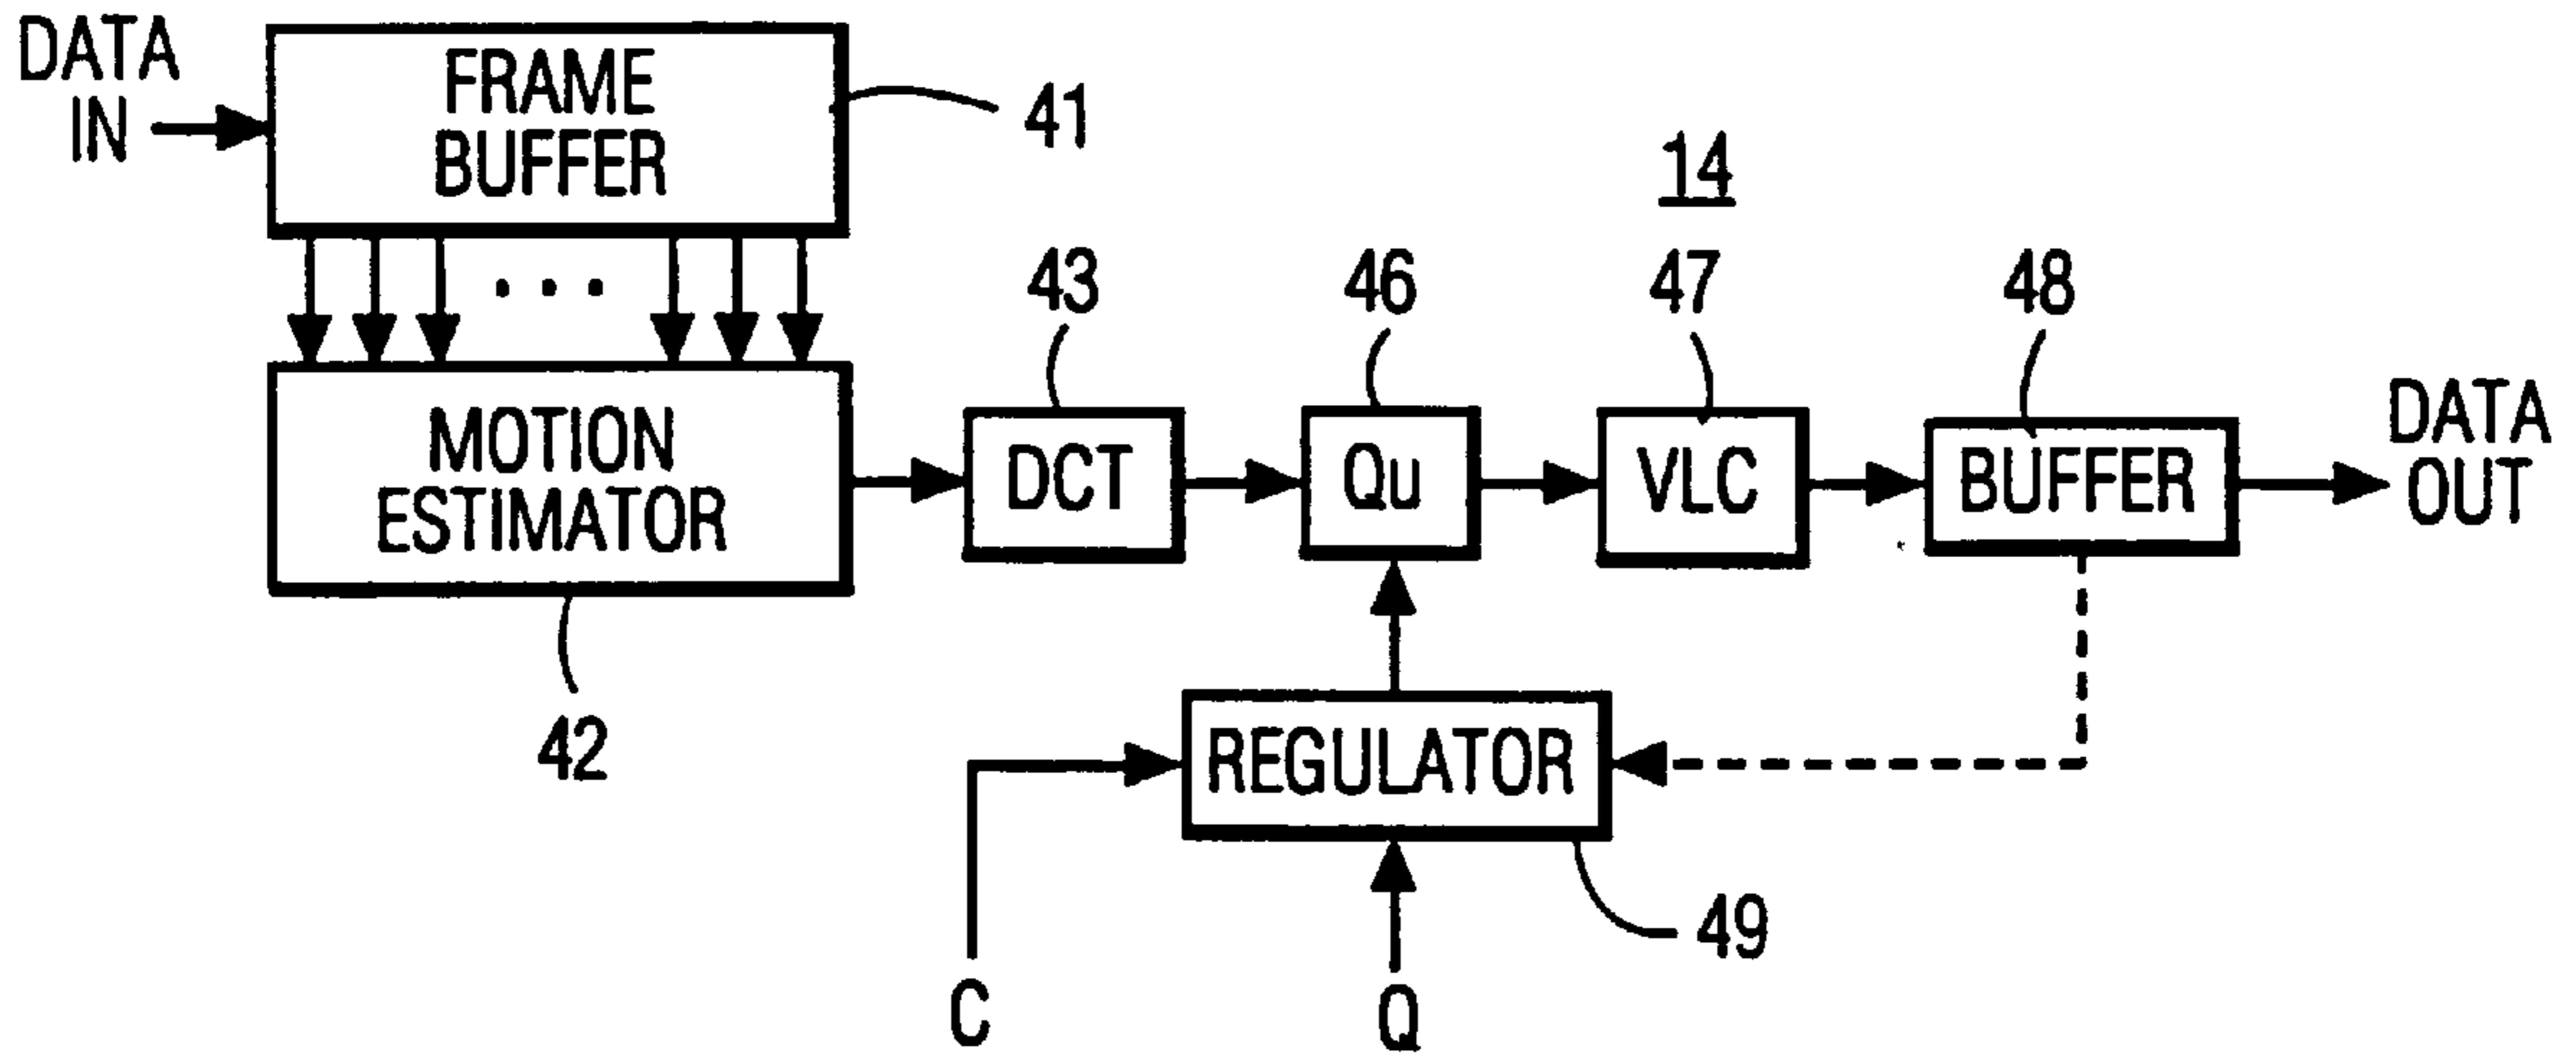 DATA
IN
FRAME
BUFFER
41
14
MOTION
ESTIMATOR
42
43
DCT
46
Qu
47
VLC
48
BUFFER
DATA
OUT
REGULATOR
49
C
Q